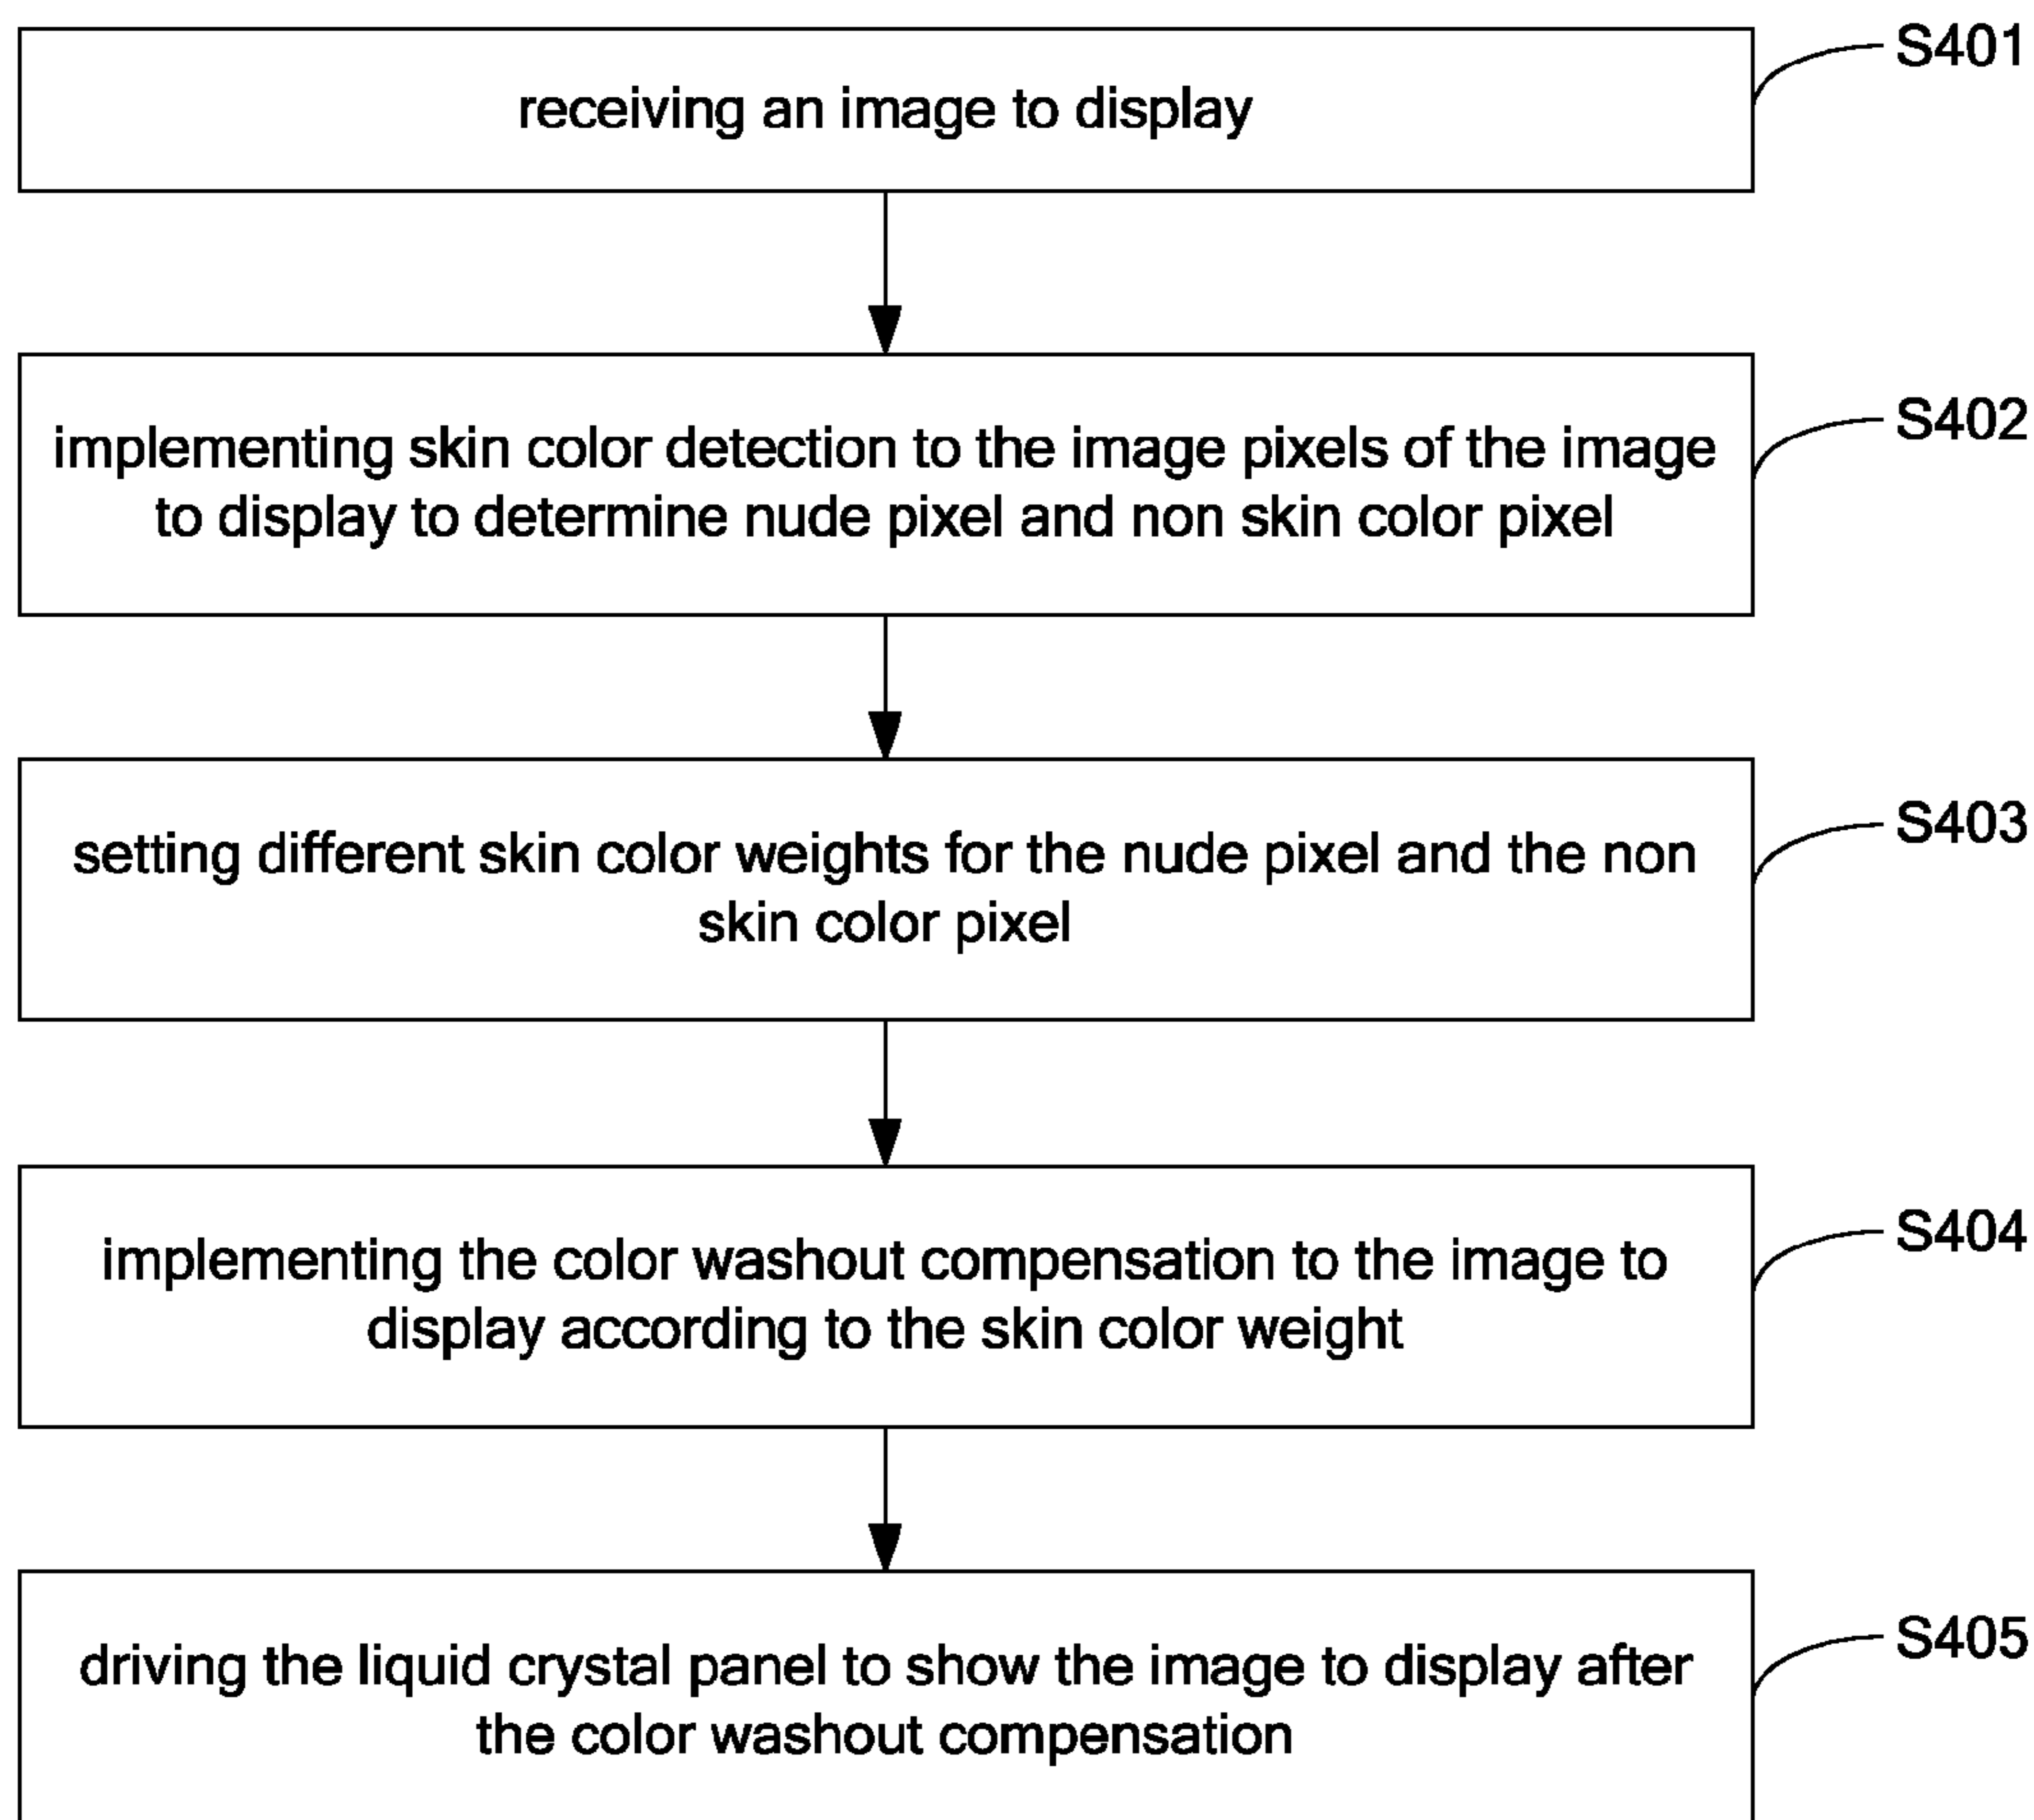 receiving an image to display
S401
implementing skin color detection to the image pixels of the image
to display to determine nude pixel and non skin color pixel
S402
setting different skin color weights for the nude pixel and the non
skin color pixel
S403
implementing the color washout compensation to the image to
display according to the skin color weight
S404
driving the liquid crystal panel to show the image to display after
the color washout compensation
S405